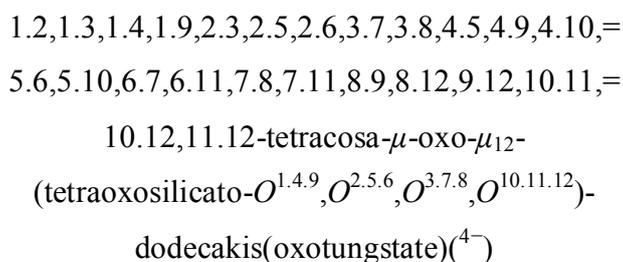 1.2,1.3,1.4,1.9,2.3,2.5,2.6,3.7,3.8,4.5,4.9,4.10,=
5.6,5.10,6.7,6.11,7.8,7.11,8.9,8.12,9.12,10.11,=
10.12,11.12-tetracosa-μ-oxo-μ₁₂-
(tetraoxosilicato-O¹·⁴·⁹,O²·⁵·⁶,O³·⁷·⁸,O¹⁰·¹¹·¹²)-
dodecakis(oxotungstate)(⁴⁻)